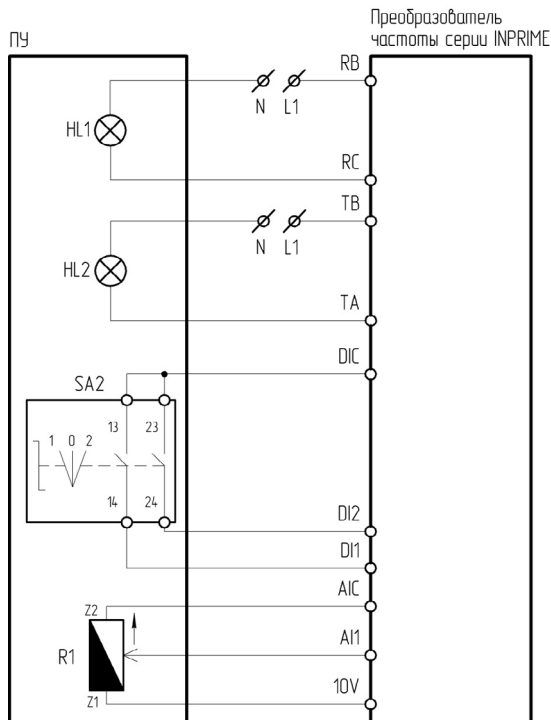 Преобразователь
ПУ
частоты серии INPRIME
RB
N L1
HL1
RC
TB
N L1
HL2
TA
DIC
SA2
13 23
1 0 2
14 24
DI2
DI1
AIC
Z2
AI1
R1
10V
Z1